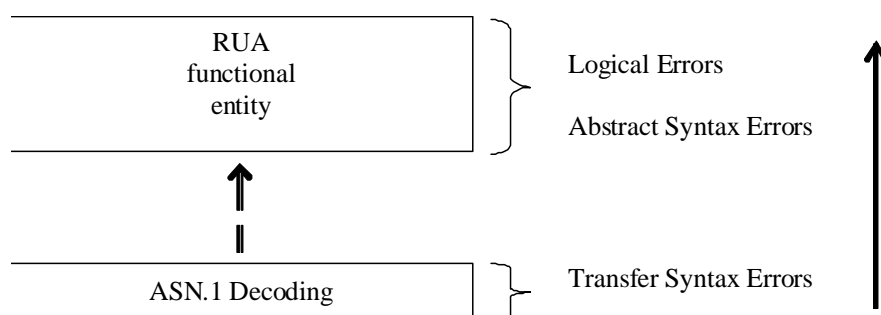 RUA
functional
entity
Logical Errors
Abstract Syntax Errors
ASN.1 Decoding
Transfer Syntax Errors